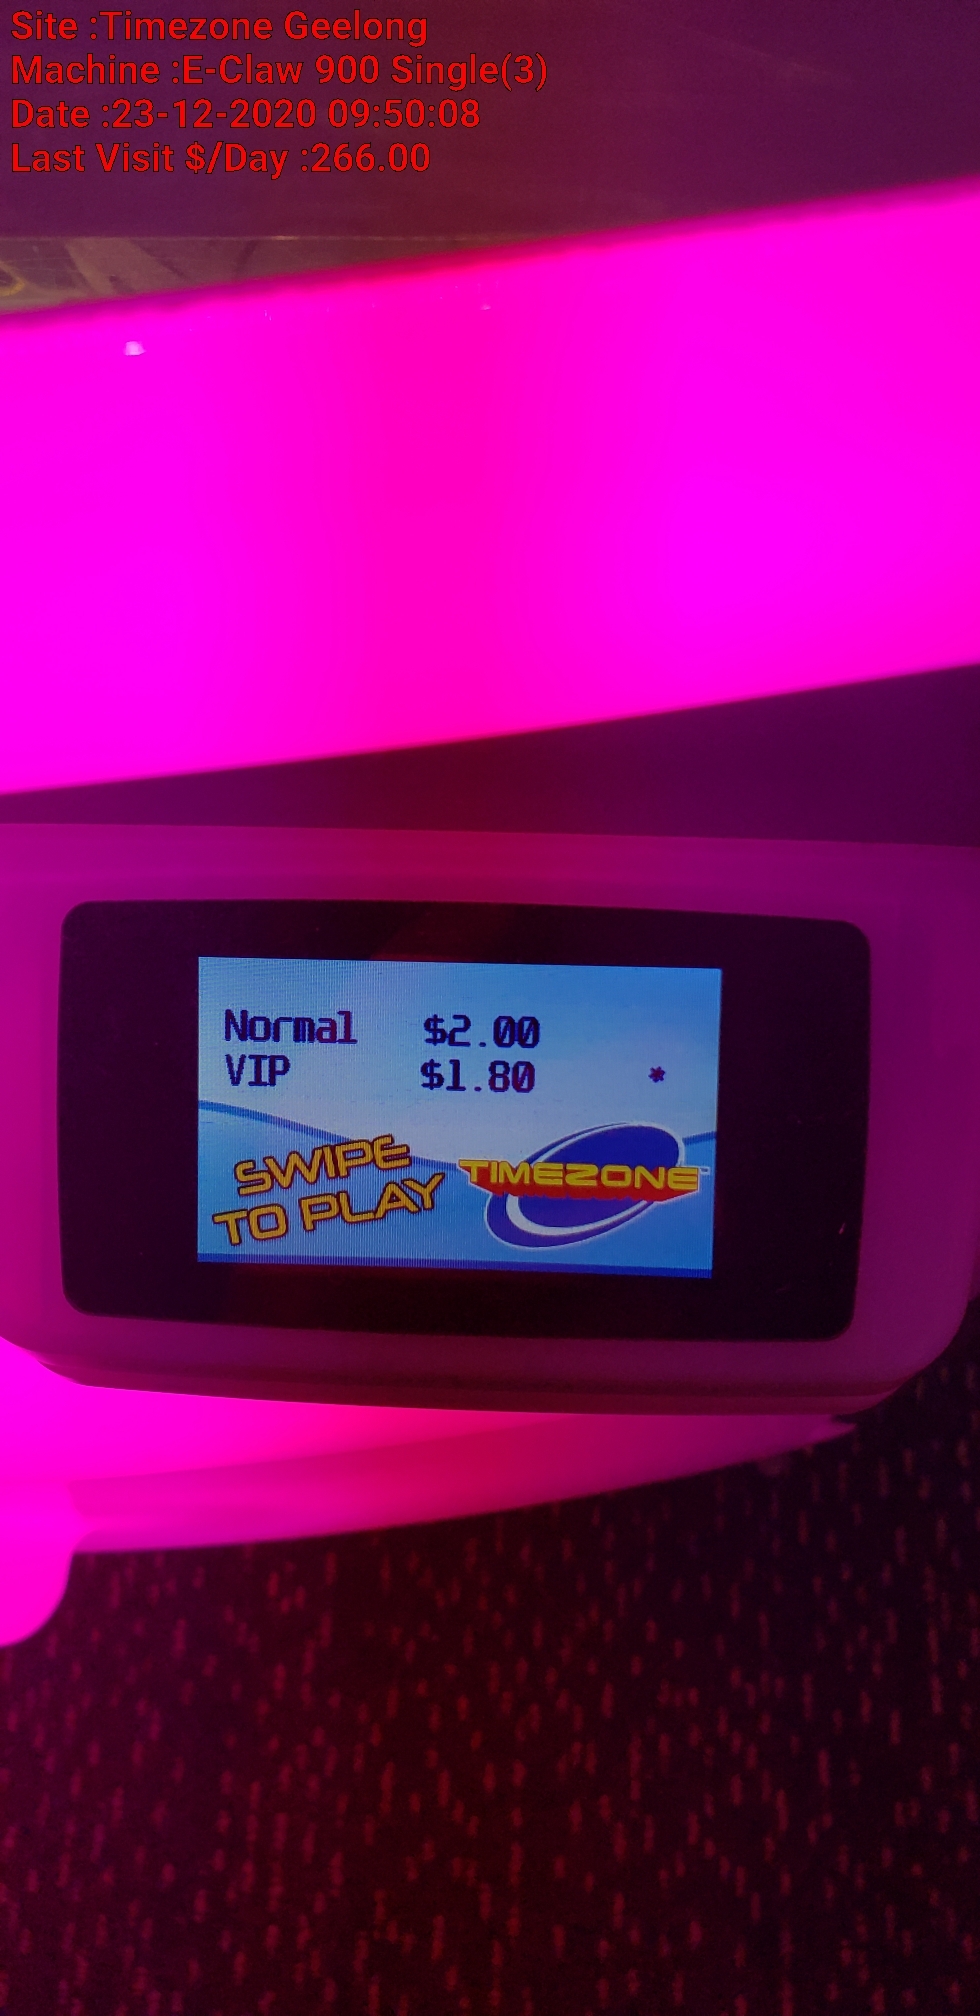 Site :Timezone Geelong
Machine :E-Claw 900 Single(3)
Date :23-12-2020 09:50:08
Last Visit $/Day :266.00
Normal $2.00
VIP $1.80 *
SWIPE
TO PLAY
TIMEZONE